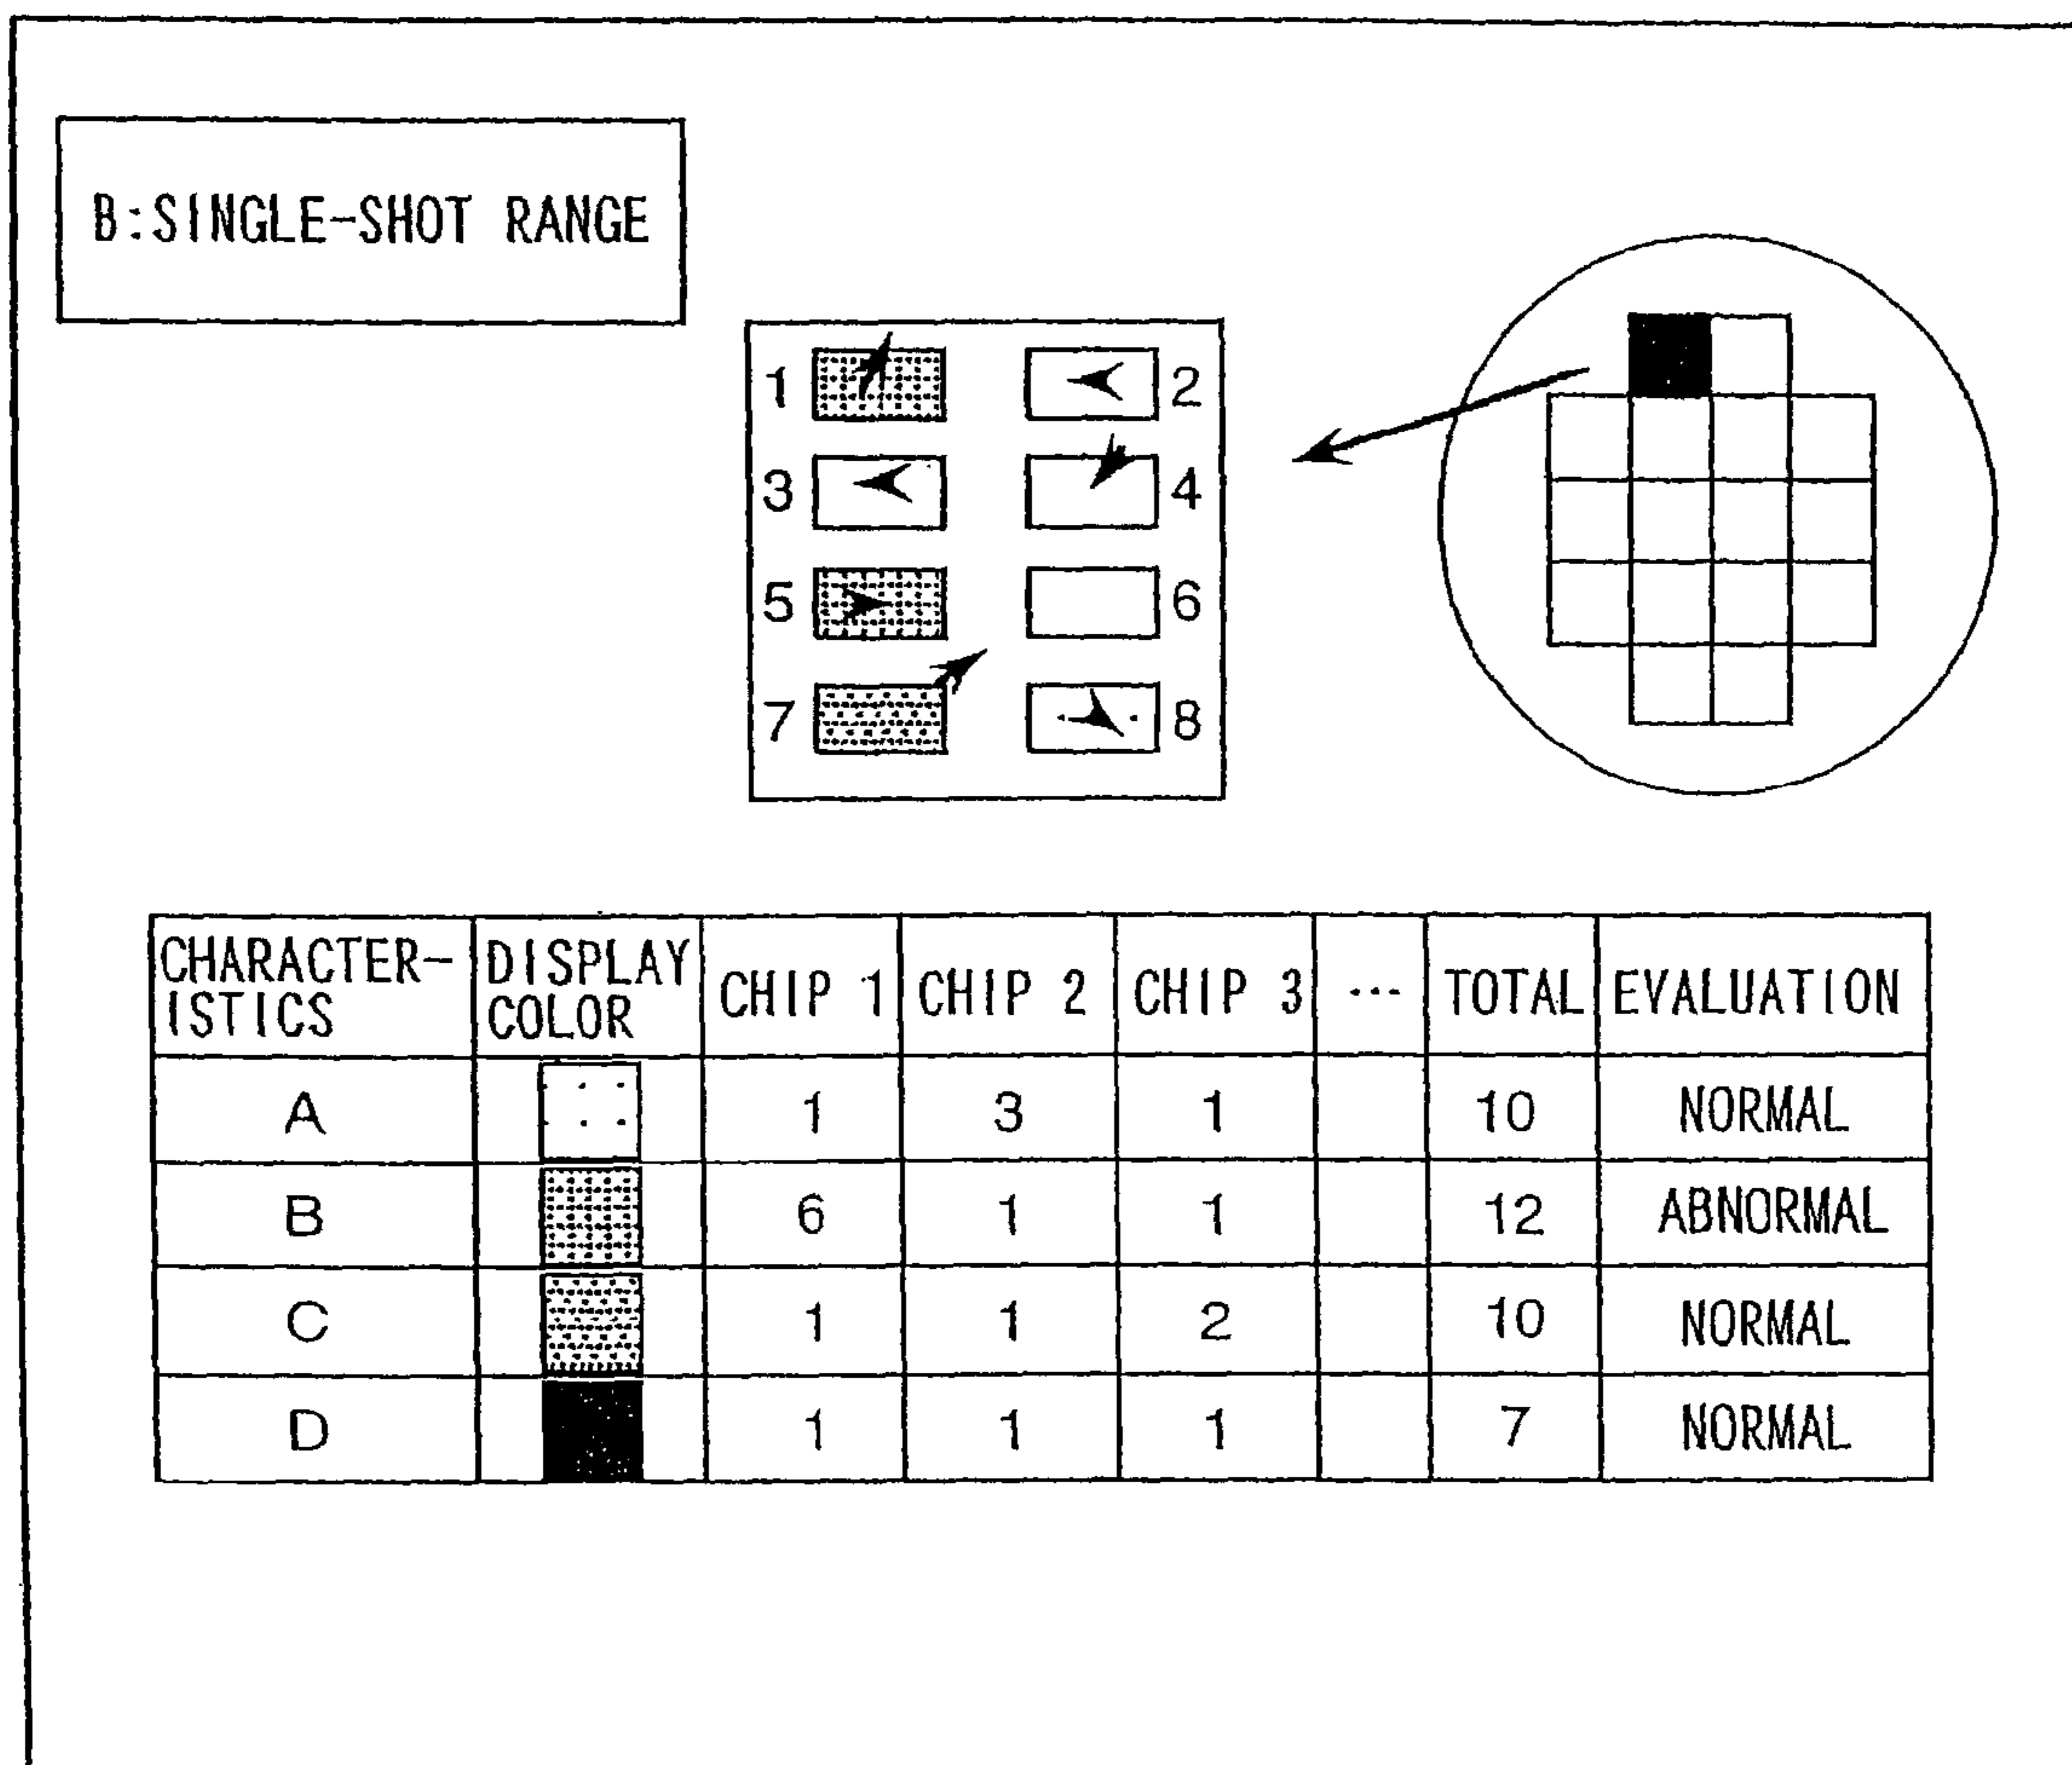 B:SINGLE-SHOT RANGE
1 2
3 4
5 6
7 8
CHARACTER-ISTICS DISPLAY COLOR CHIP 1 CHIP 2 CHIP 3 ... TOTAL EVALUATION
A 1 3 1 10 NORMAL
B 6 1 1 12 ABNORMAL
C 1 1 2 10 NORMAL
D 1 1 1 7 NORMAL